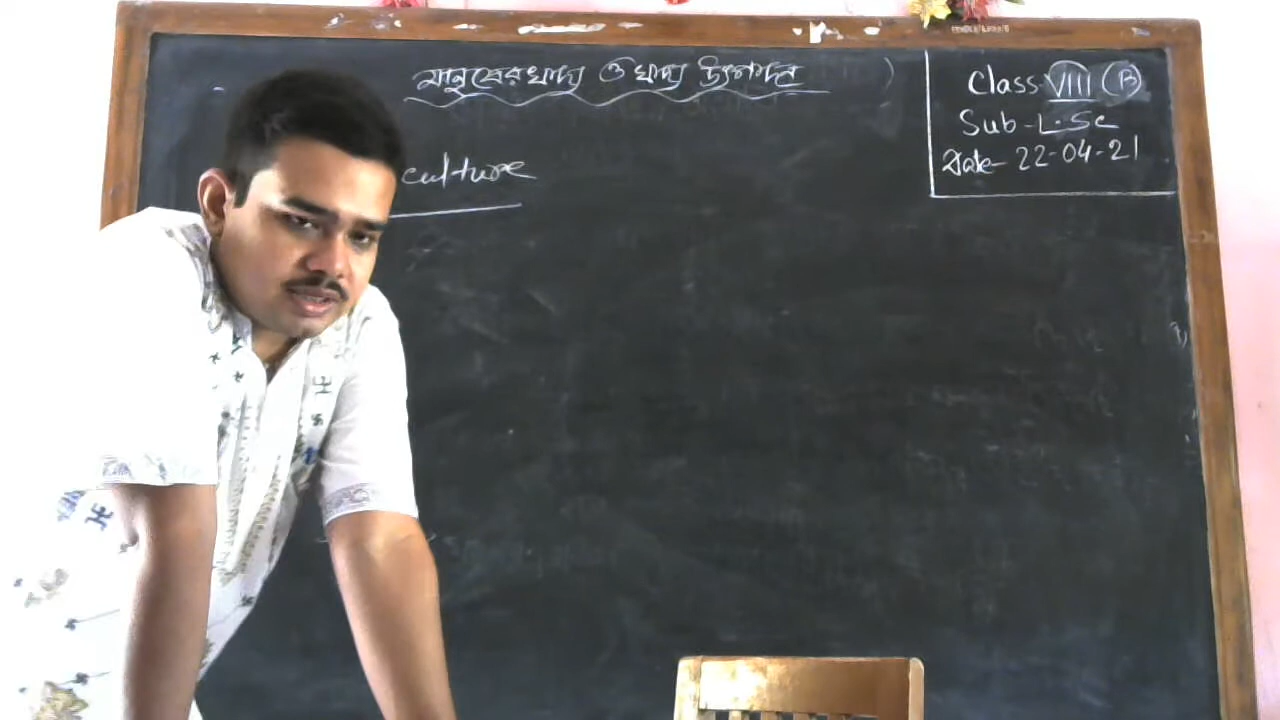 মানুষের খাদ্য ও খাদ্য উৎপাদন
culture
Class VIII (B)
Sub - L. Sc
Date - 22-04-21